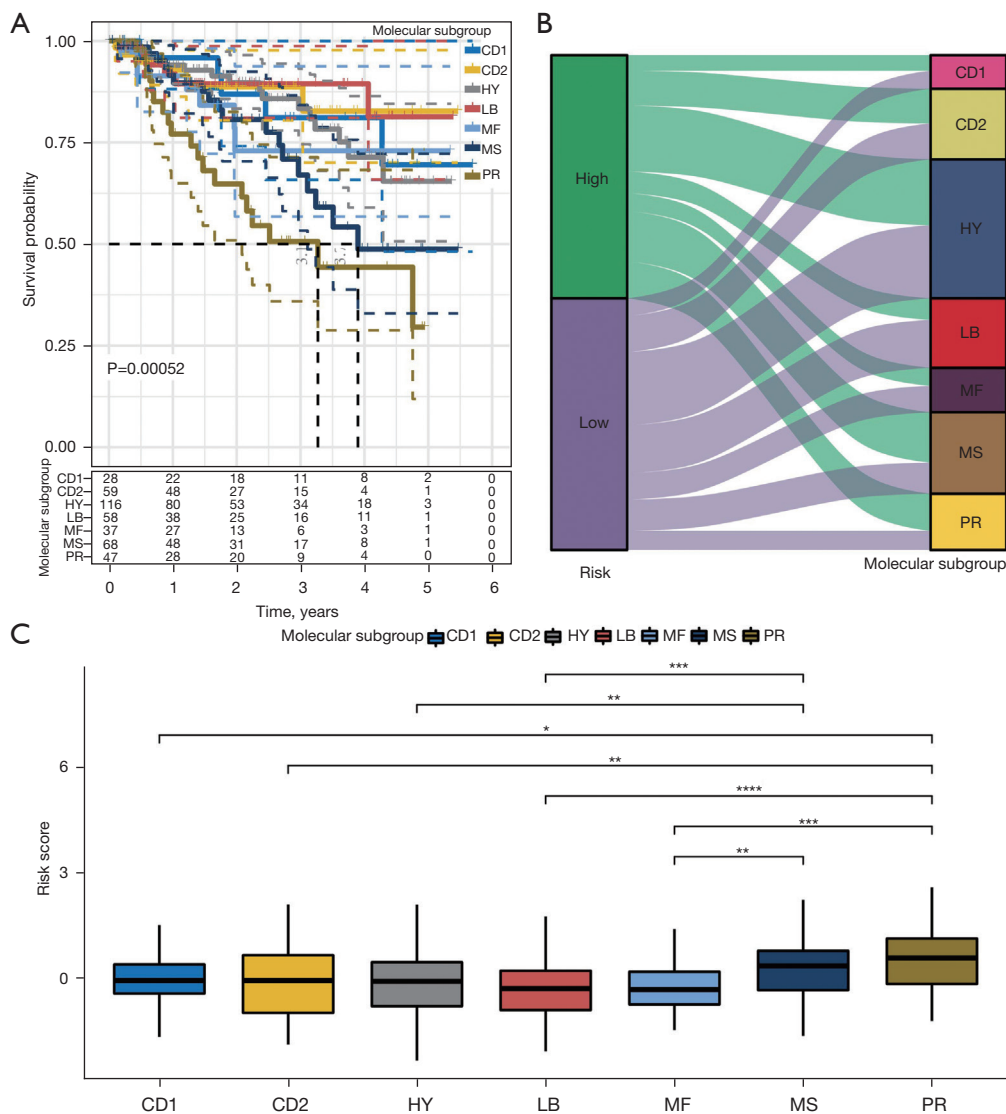 A
Molecular subgroup
CD1
CD2
HY
LB
MF
MS
PR
1.00
0.75
0.50
0.25
0.00
Survival probability
P=0.00052
Molecular subgroup
CD1 28 22 18 11 8 2 0
CD2 59 48 27 15 4 1 0
HY 116 80 53 34 18 3 0
LB 58 38 25 16 11 1 0
MF 37 27 13 6 3 1 0
MS 68 48 31 17 8 1 0
PR 47 28 20 9 4 0 0
0 1 2 3 4 5 6
Time, years
B
High
Low
CD1
CD2
HY
LB
MF
MS
PR
Risk
Molecular subgroup
C
Molecular subgroup CD1 CD2 HY LB MF MS PR
***
**
*
**
****
***
**
6
3
0
Risk score
CD1 CD2 HY LB MF MS PR